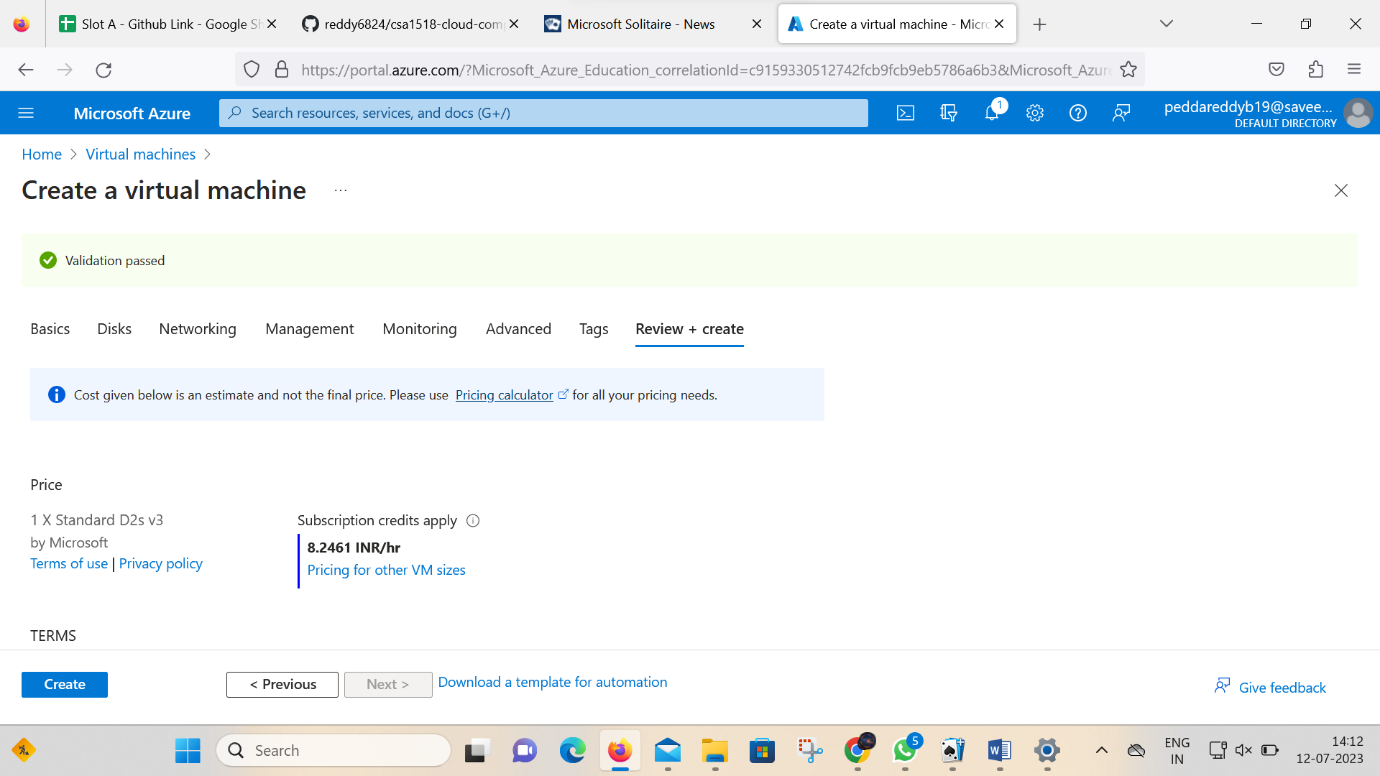 Slot A - Github Link - Google Sh
reddy6824/csa1518-cloud-comp
Microsoft Solitaire - News
Create a virtual machine - Micro
https://portal.azure.com/?Microsoft_Azure_Education_correlationId=c9159330512742fcb9fcb9eb5786a6b3&Microsoft_Azure
Microsoft Azure
Search resources, services, and docs (G+/)
1
peddareddyb19@savee...
DEFAULT DIRECTORY
Home > Virtual machines >
Create a virtual machine ...
Validation passed
Basics Disks Networking Management Monitoring Advanced Tags Review + create
Cost given below is an estimate and not the final price. Please use Pricing calculator for all your pricing needs.
Price
1 X Standard D2s v3
by Microsoft
Terms of use | Privacy policy
Subscription credits apply
8.2461 INR/hr
Pricing for other VM sizes
TERMS
Create
< Previous
Next >
Download a template for automation
Give feedback
Search
5
ENG
IN
14:12
12-07-2023